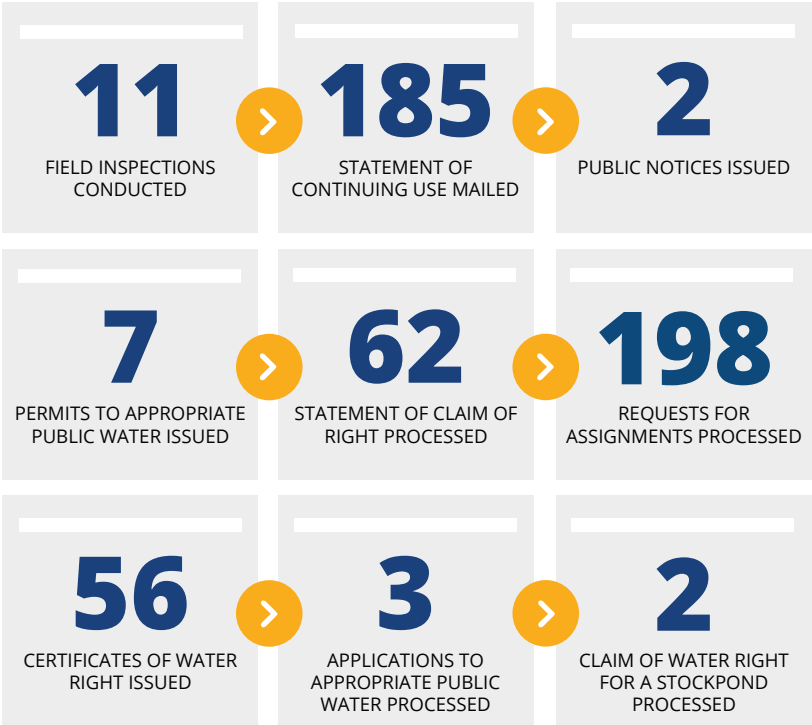 11
FIELD INSPECTIONS
CONDUCTED
185
STATEMENT OF
CONTINUING USE MAILED
2
PUBLIC NOTICES ISSUED
7
PERMITS TO APPROPRIATE
PUBLIC WATER ISSUED
62
STATEMENT OF CLAIM OF
RIGHT PROCESSED
198
REQUESTS FOR
ASSIGNMENTS PROCESSED
56
CERTIFICATES OF WATER
RIGHT ISSUED
3
APPLICATIONS TO
APPROPRIATE PUBLIC
WATER PROCESSED
2
CLAIM OF WATER RIGHT
FOR A STOCKPOND
PROCESSED